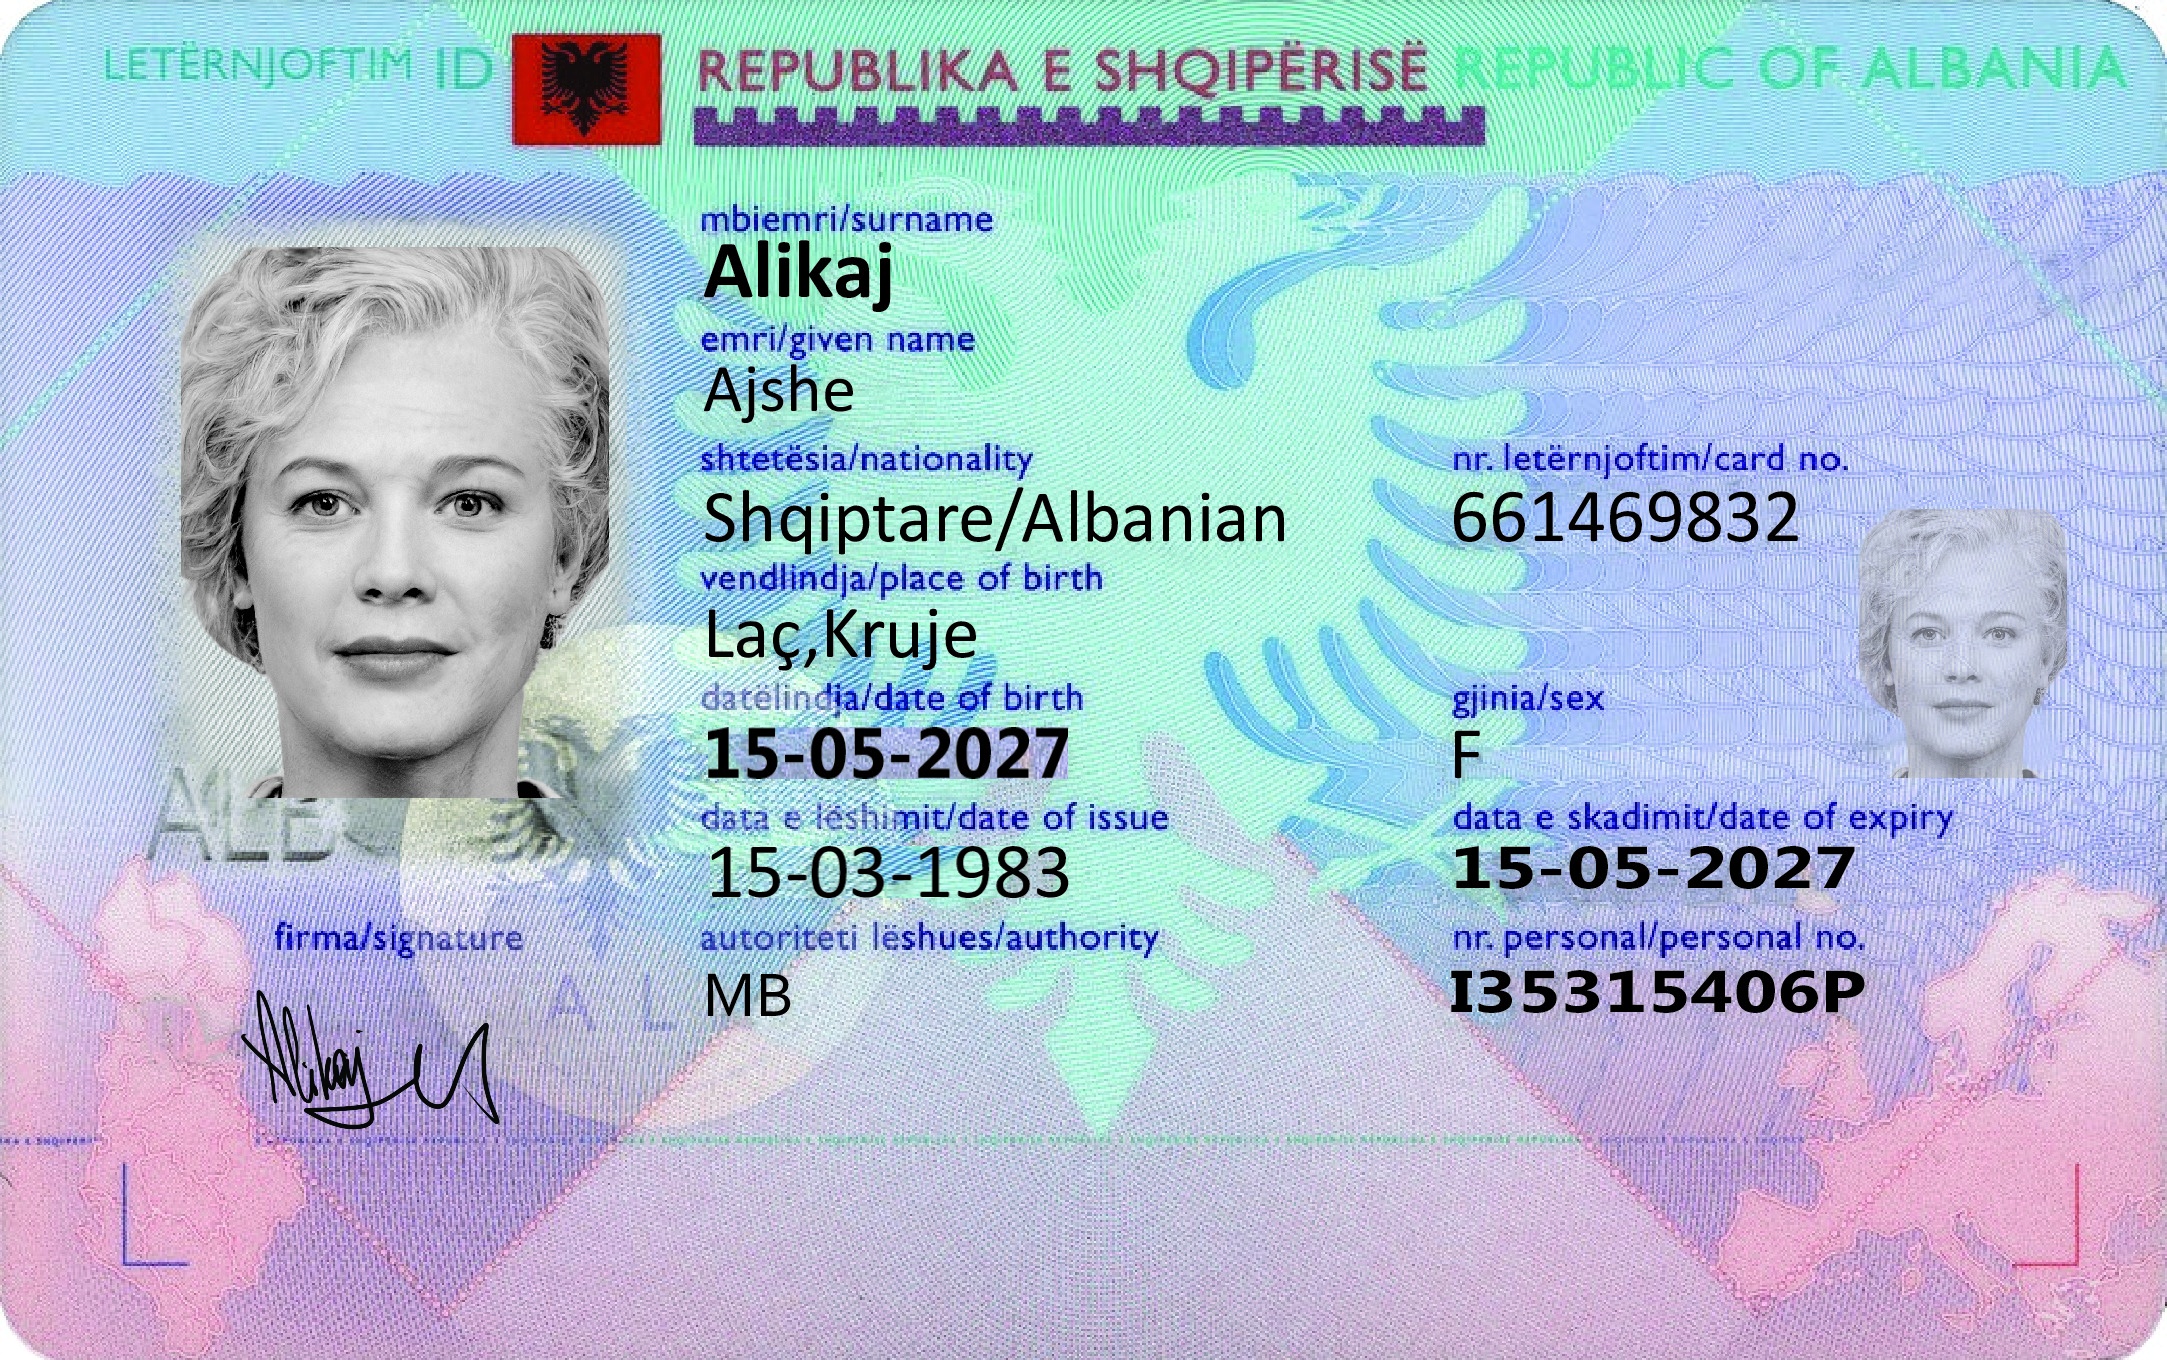 LETËRNJOFTIM ID REPUBLIKA E SHQIPËRISË REPUBLIC OF ALBANIA
mbiemri/surname
Alikaj
emri/given name
Ajshe
shtetësia/nationality
Shqiptare/Albanian
nr. letërnjoftim/card no.
661469832
vendlindja/place of birth
Laç,Kruje
datëlindja/date of birth
15-05-2027
gjinia/sex
F
data e lëshimit/date of issue
15-03-1983
data e skadimit/date of expiry
15-05-2027
autoriteti lëshues/authority
MB
nr. personal/personal no.
I35315406P
ALB
firma/signature
A L
Alikaj